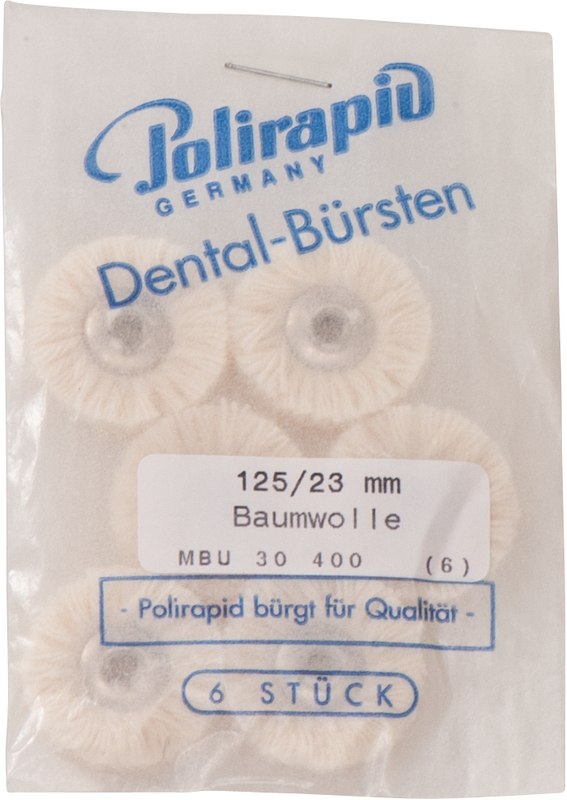 Polirapid
GERMANY
Dental-Bürsten
125/23 mm
Baumwolle
MBU 30 400 (6)
- Polirapid bürgt für Qualität -
6 STÜCK